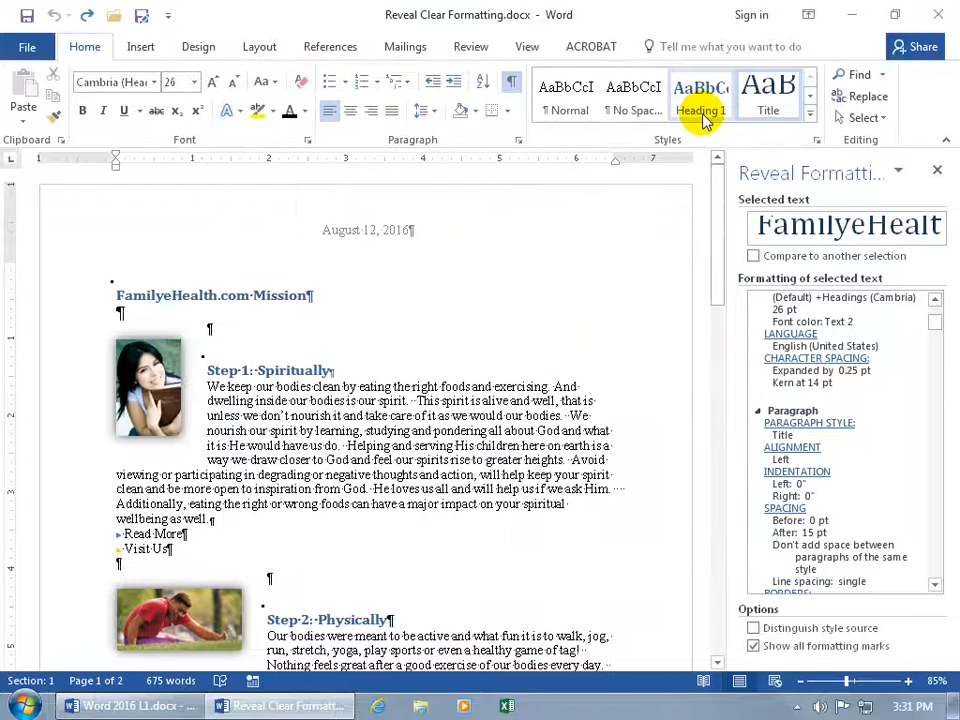 Reveal Clear Formatting.docx - Word
Sign in
File
Home
Insert
Design
Layout
References
Mailings
Review
View
ACROBAT
Tell me what you want to do
Share
Paste
Clipboard
Cambria (Hea
26
A A Aa
B I U abc x₂ x² A ab A
Font
Paragraph
AaBbCcI
¶ Normal
AaBbCcI
¶ No Spac...
AaBbC
Heading 1
AaB
Title
Styles
Find
Replace
Select
Editing
1 1 2 3 4 5 6 7
August·12,·2016¶
FamilyeHealth.com·Mission¶
¶
¶
Step·1:·Spiritually¶
We keep our bodies clean by eating the right foods and exercising. And
dwelling inside our bodies is our spirit. This spirit is alive and well, that is
unless we don't nourish it and take care of it as we would our bodies. We
nourish our spirit by learning, studying and pondering all about God and what
it is He would have us do. Helping and serving His children here on earth is a
way we draw closer to God and feel our spirits rise to greater heights. Avoid
viewing or participating in degrading or negative thoughts and action, will help keep your spirit
clean and be more open to inspiration from God. He loves us all and will help us if we ask Him.
Additionally, eating the right or wrong foods can have a major impact on your spiritual
wellbeing as well.¶
Read·More¶
Visit·Us¶
¶
¶
Step·2:·Physically¶
Our bodies were meant to be active and what fun it is to walk, jog,
run, stretch, yoga, play sports or even a healthy game of tag!
Nothing feels great after a good exercise of our bodies every day.
Reveal Formatti...
Selected text
FamilyeHealt
Compare to another selection
Formatting of selected text
(Default) +Headings (Cambria)
26 pt
Font color: Text 2
LANGUAGE
English (United States)
CHARACTER SPACING:
Expanded by 0.25 pt
Kern at 14 pt
Paragraph
PARAGRAPH STYLE:
Title
ALIGNMENT
Left
INDENTATION
Left: 0"
Right: 0"
SPACING
Before: 0 pt
After: 15 pt
Don't add space between
paragraphs of the same
style
Line spacing: single
BORDERS:
Options
Distinguish style source
Show all formatting marks
Section: 1
Page 1 of 2
675 words
85%
Word 2016 L1.docx - ...
Reveal Clear Formatt...
3:31 PM